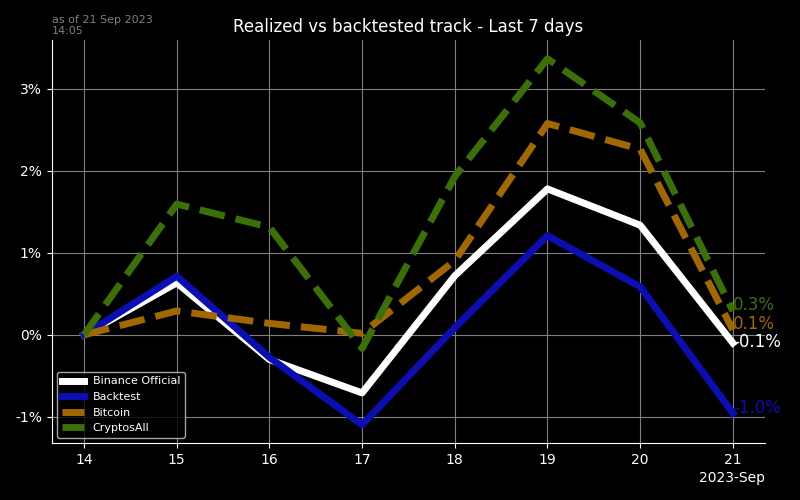 as of 21 Sep 2023
14:05
Realized vs backtested track - Last 7 days
3%
2%
1%
0%
-1%
0.3%
0.1%
-0.1%
-1.0%
Binance Official
Backtest
Bitcoin
CryptosAll
14 15 16 17 18 19 20 21
2023-Sep